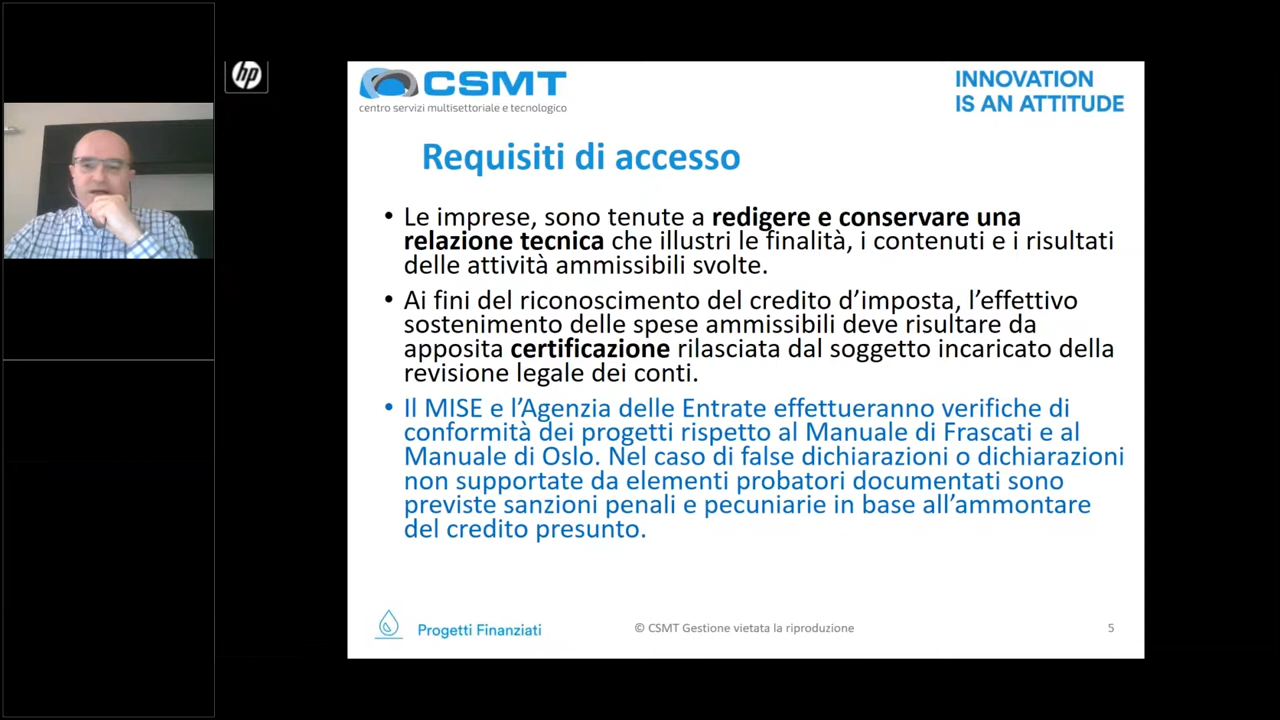 hp
CSMT
centro servizi multisettoriale e tecnologico
INNOVATION
IS AN ATTITUDE
Requisiti di accesso
• Le imprese, sono tenute a redigere e conservare una
relazione tecnica che illustri le finalità, i contenuti e i risultati
delle attività ammissibili svolte.
• Ai fini del riconoscimento del credito d’imposta, l’effettivo
sostenimento delle spese ammissibili deve risultare da
apposita certificazione rilasciata dal soggetto incaricato della
revisione legale dei conti.
• Il MISE e l’Agenzia delle Entrate effettueranno verifiche di
conformità dei progetti rispetto al Manuale di Frascati e al
Manuale di Oslo. Nel caso di false dichiarazioni o dichiarazioni
non supportate da elementi probatori documentati sono
previste sanzioni penali e pecuniarie in base all’ammontare
del credito presunto.
Progetti Finanziati
© CSMT Gestione vietata la riproduzione
5